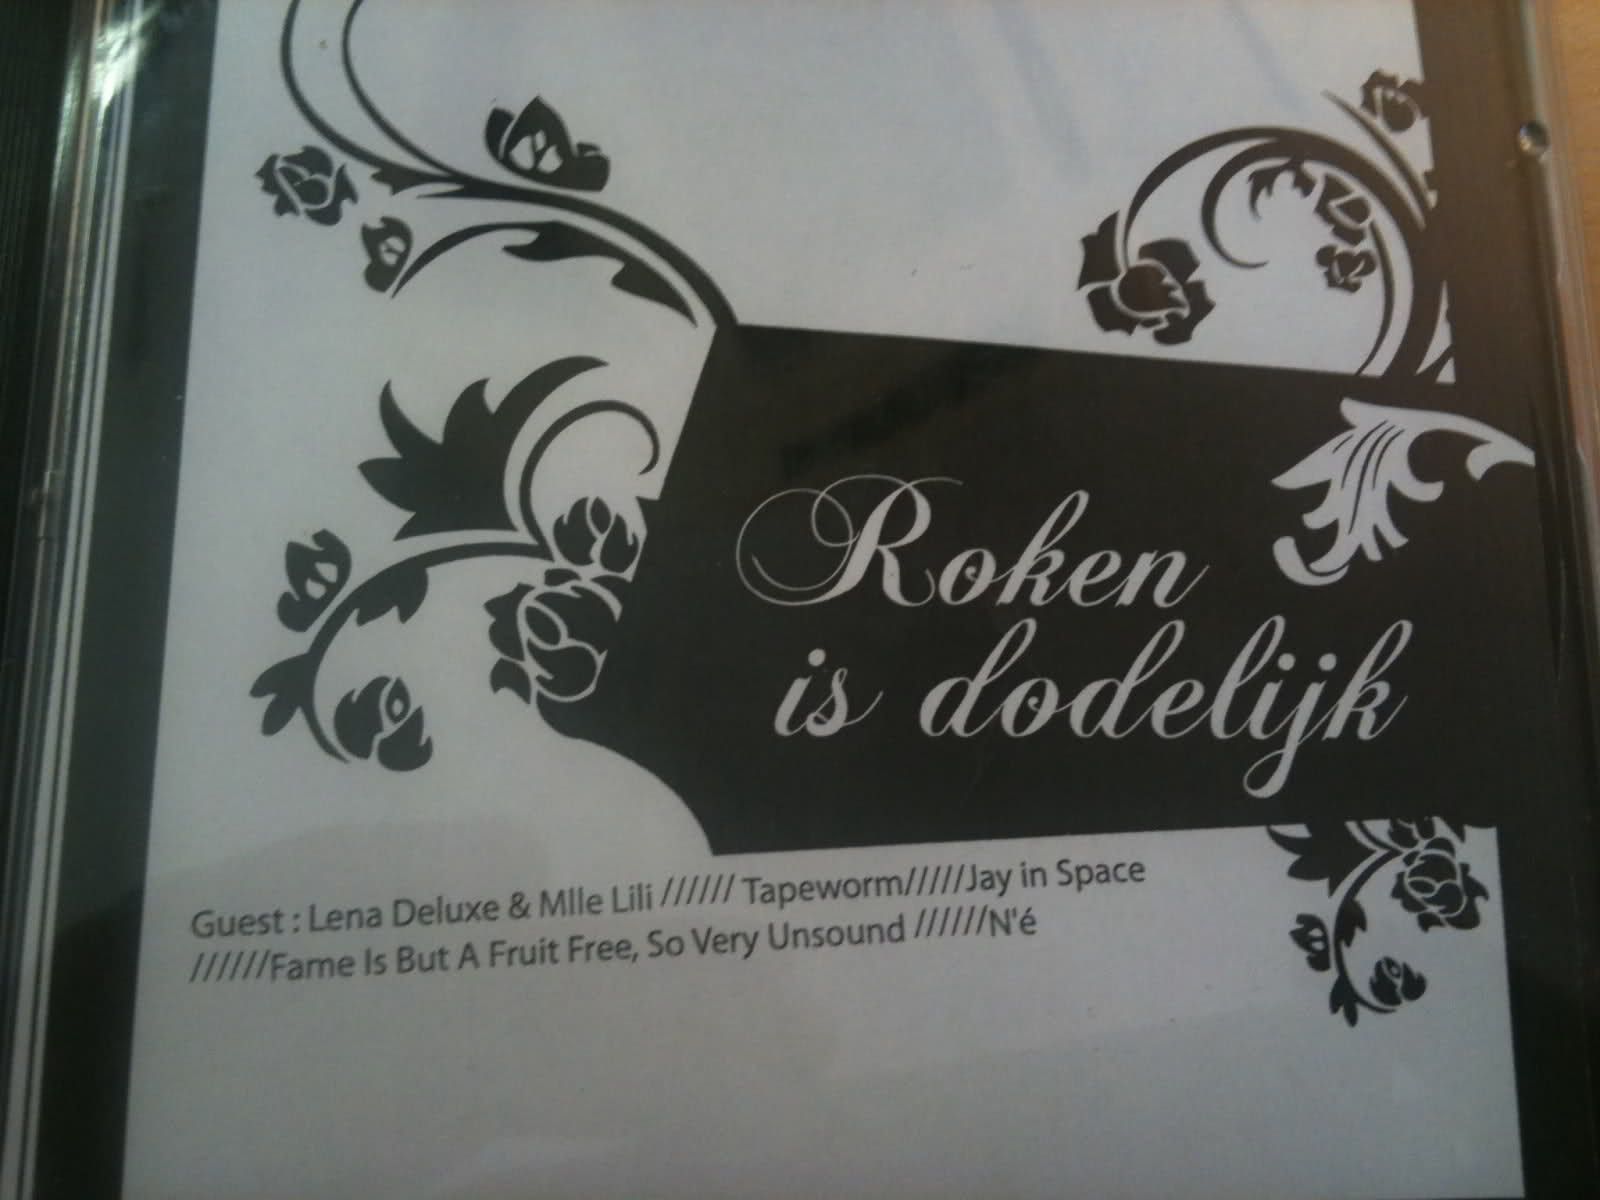 Roken
is dodelijk
Guest : Lena Deluxe & Mlle Lili ////// Tapeworm/////Jay in Space
//////Fame Is But A Fruit Free, So Very Unsound //////N'é